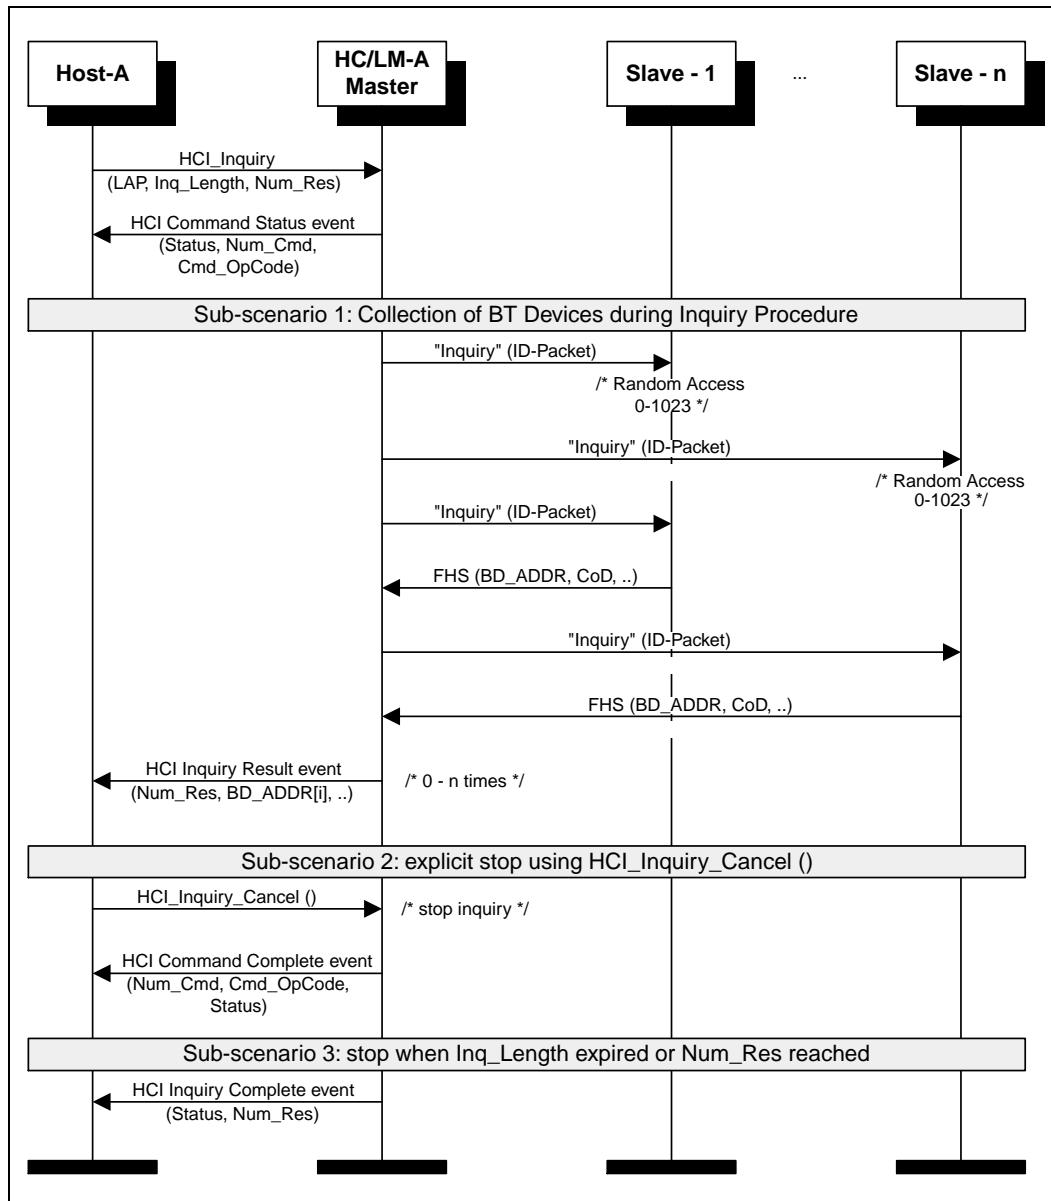 Host-A
HC/LM-A
Master
Slave - 1
...
Slave - n
HCI_Inquiry
(LAP, Inq_Length, Num_Res)
HCI Command Status event
(Status, Num_Cmd,
Cmd_OpCode)
Sub-scenario 1: Collection of BT Devices during Inquiry Procedure
"Inquiry" (ID-Packet)
/* Random Access
0-1023 */
"Inquiry" (ID-Packet)
/* Random Access
0-1023 */
"Inquiry" (ID-Packet)
FHS (BD_ADDR, CoD, ..)
"Inquiry" (ID-Packet)
FHS (BD_ADDR, CoD, ..)
HCI Inquiry Result event
(Num_Res, BD_ADDR[i], ..)
/* 0 - n times */
Sub-scenario 2: explicit stop using HCI_Inquiry_Cancel ()
HCI_Inquiry_Cancel ()
/* stop inquiry */
HCI Command Complete event
(Num_Cmd, Cmd_OpCode,
Status)
Sub-scenario 3: stop when Inq_Length expired or Num_Res reached
HCI Inquiry Complete event
(Status, Num_Res)